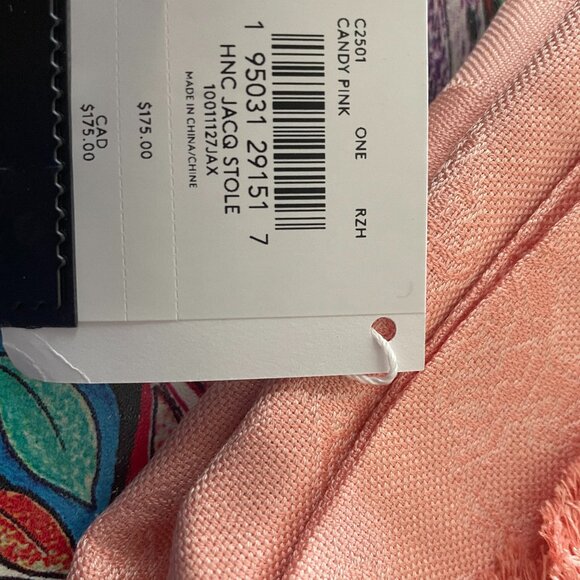 C2501
CANDY PINK ONE RZH
1 95031 29151 7
HNC JACQ STOLE
10011127JAX
MADE IN CHINA/CHINE
$175.00
CAD
$175.00